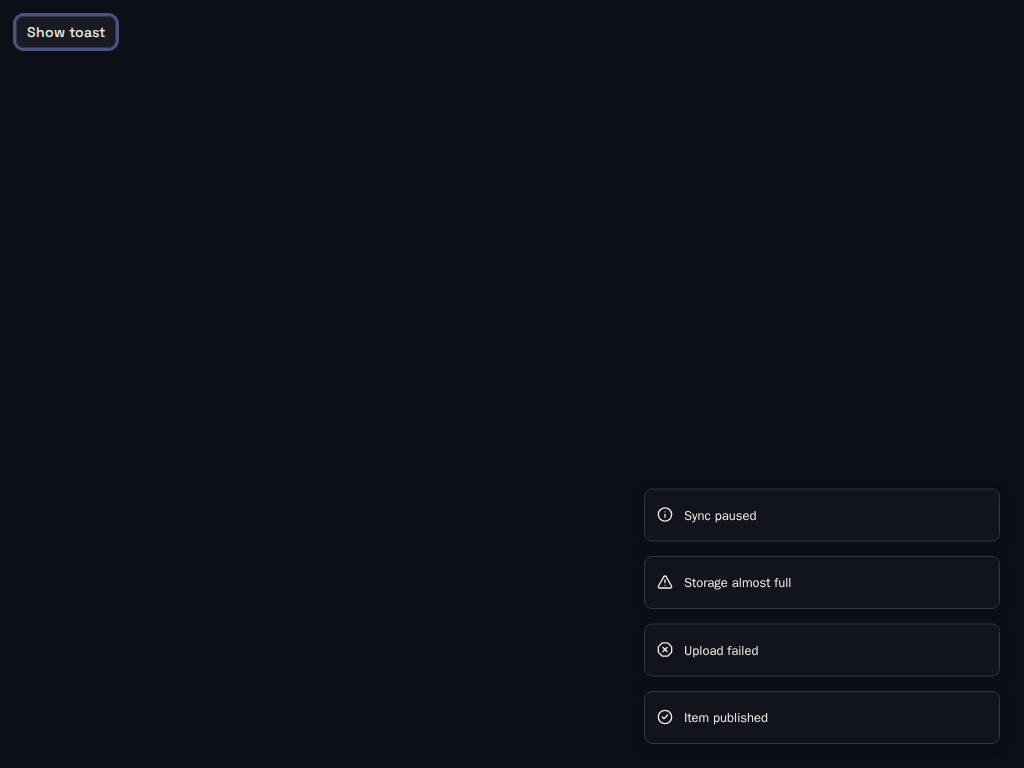 Show toast
Sync paused
Storage almost full
Upload failed
Item published